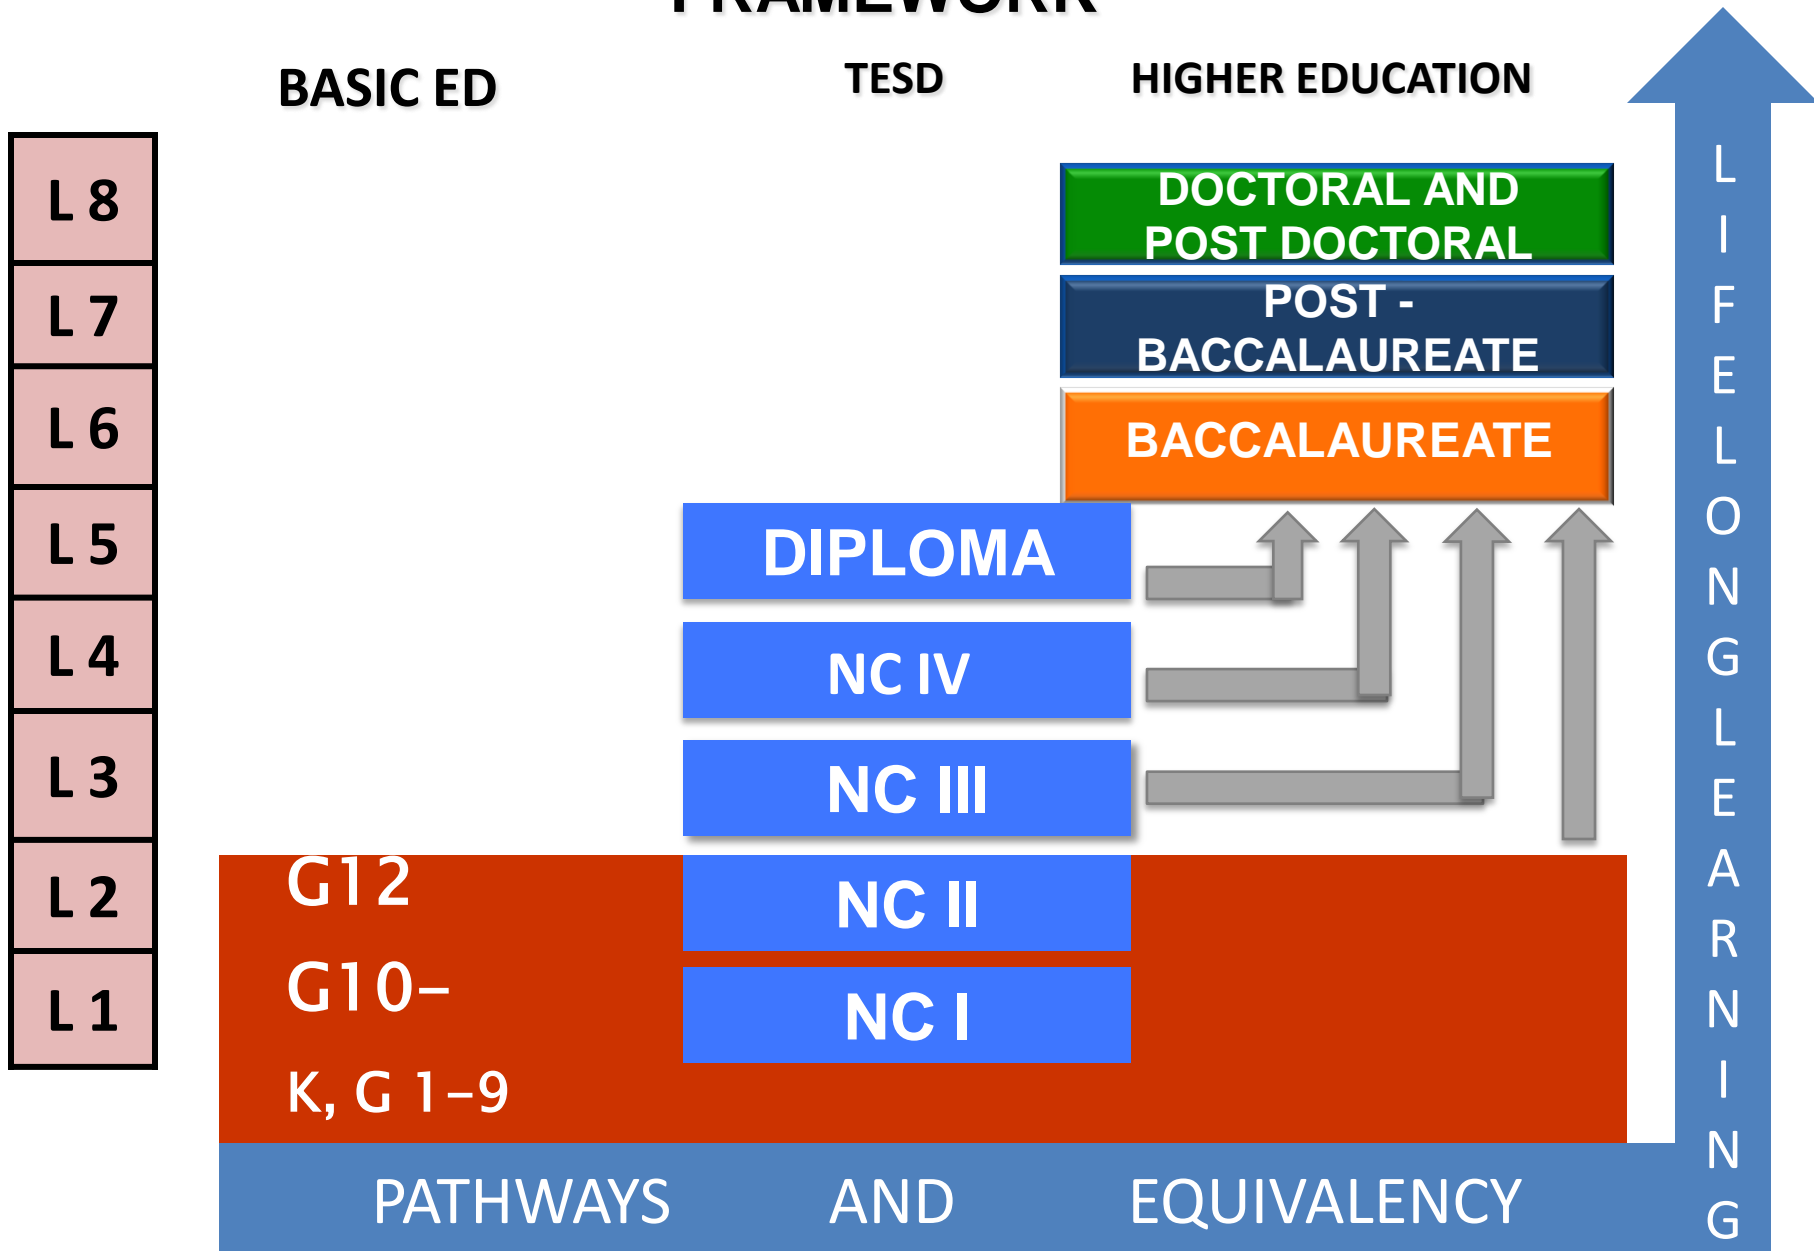 FRAMEWORK
BASIC ED
TESD
HIGHER EDUCATION
L 8
L 7
L 6
L 5
L 4
L 3
L 2
L 1
DOCTORAL AND
POST DOCTORAL
POST -
BACCALAUREATE
BACCALAUREATE
DIPLOMA
NC IV
NC III
NC II
NC I
G12
G10–
K, G 1–9
PATHWAYS AND EQUIVALENCY
LIFELONG LEARNING